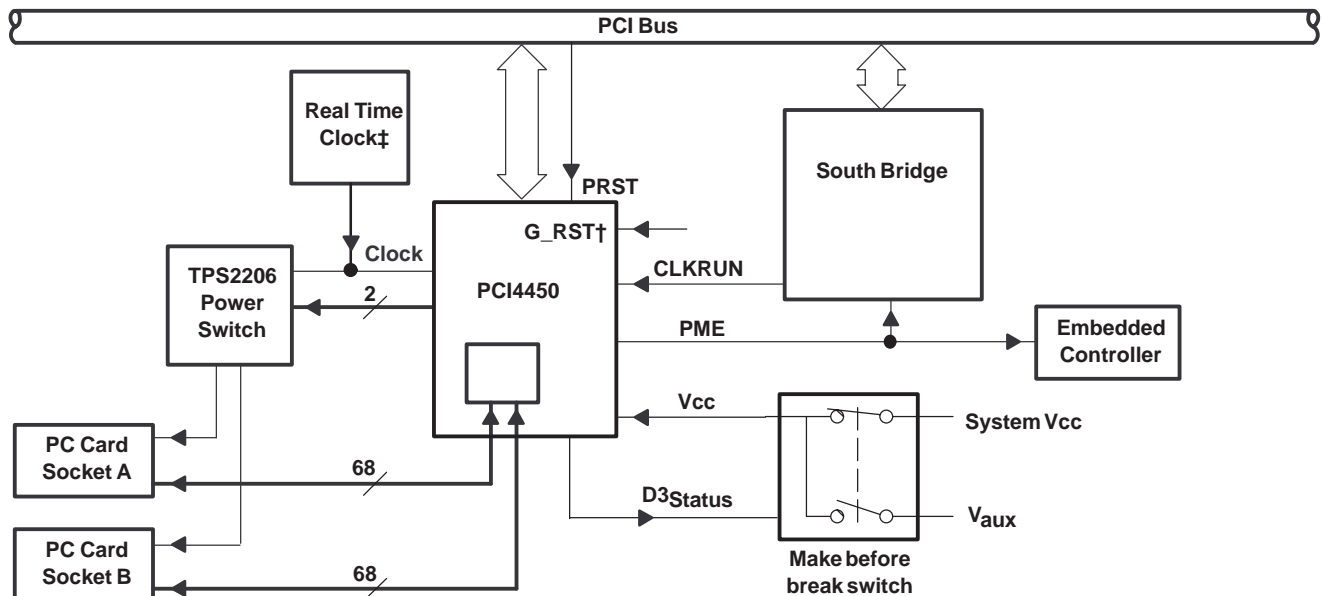 PCI Bus
Real Time
Clock‡
PRST
South Bridge
G_RST†
Clock
CLKRUN
TPS2206
Power
Switch
2
PCI4450
PME
Embedded
Controller
Vcc
System Vcc
PC Card
Socket A
68
D3Status
Vaux
PC Card
Socket B
68
Make before
break switch